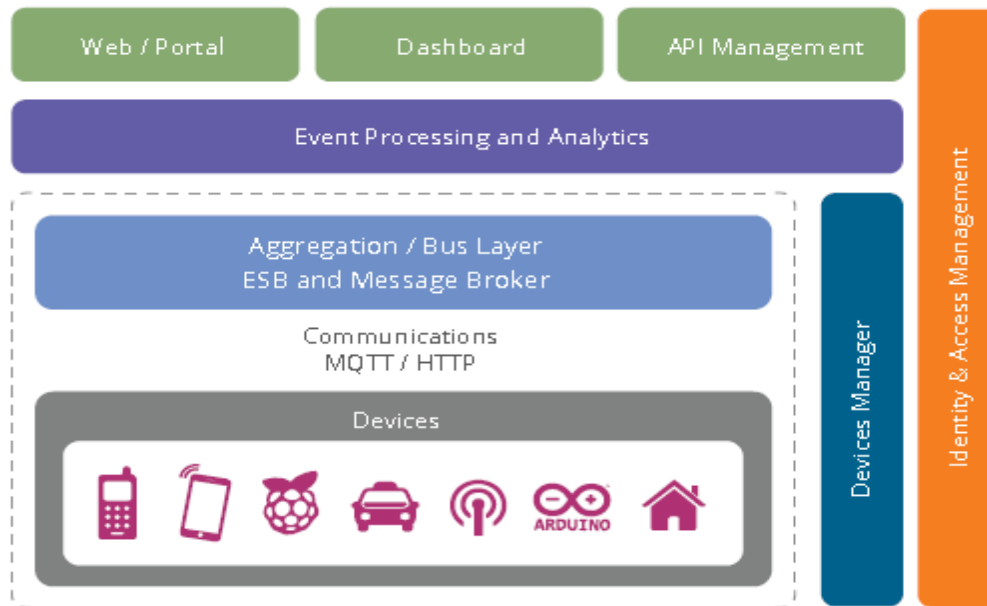 Web / Portal
Dashboard
API Management
Event Processing and Analytics
Aggregation / Bus Layer
ESB and Message Broker
Communications
MQTT / HTTP
Devices
ARDUINO
Devices Manager
Identity & Access Management